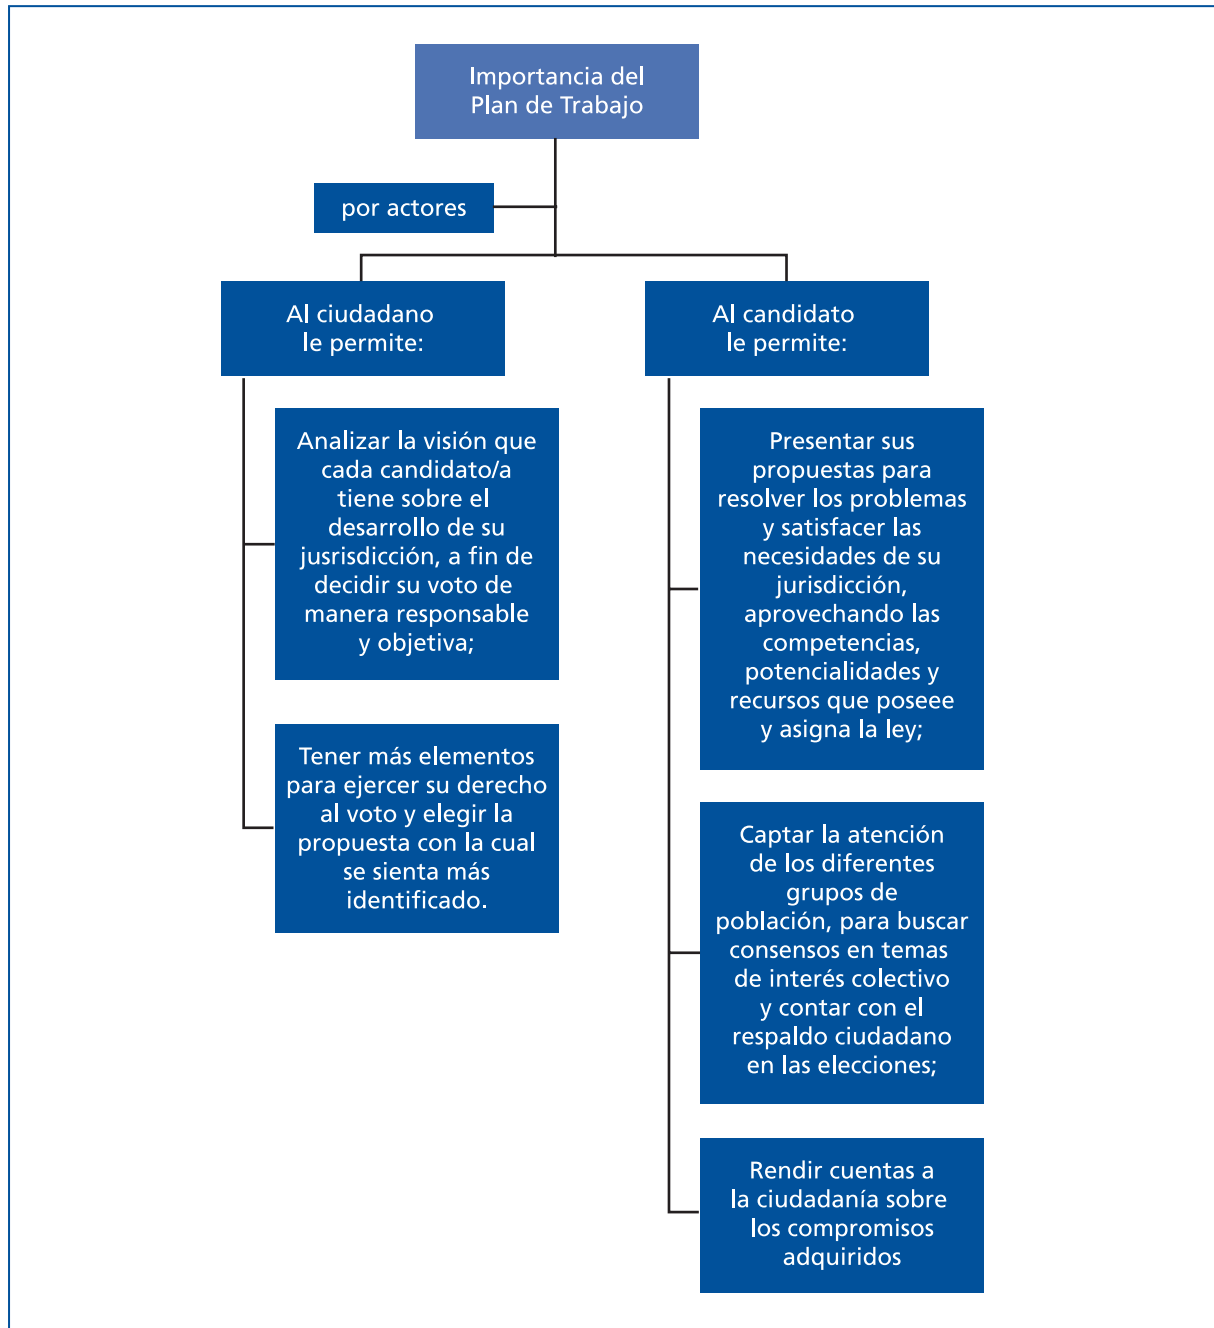 Importancia del
Plan de Trabajo
por actores
Al ciudadano
le permite:
Analizar la visión que
cada candidato/a
tiene sobre el
desarrollo de su
jusrisdicción, a fin de
decidir su voto de
manera responsable
y objetiva;
Tener más elementos
para ejercer su derecho
al voto y elegir la
propuesta con la cual
se sienta más
identificado.
Al candidato
le permite:
Presentar sus
propuestas para
resolver los problemas
y satisfacer las
necesidades de su
jurisdicción,
aprovechando las
competencias,
potencialidades y
recursos que poseee
y asigna la ley;
Captar la atención
de los diferentes
grupos de
población, para buscar
consensos en temas
de interés colectivo
y contar con el
respaldo ciudadano
en las elecciones;
Rendir cuentas a
la ciudadanía sobre
los compromisos
adquiridos